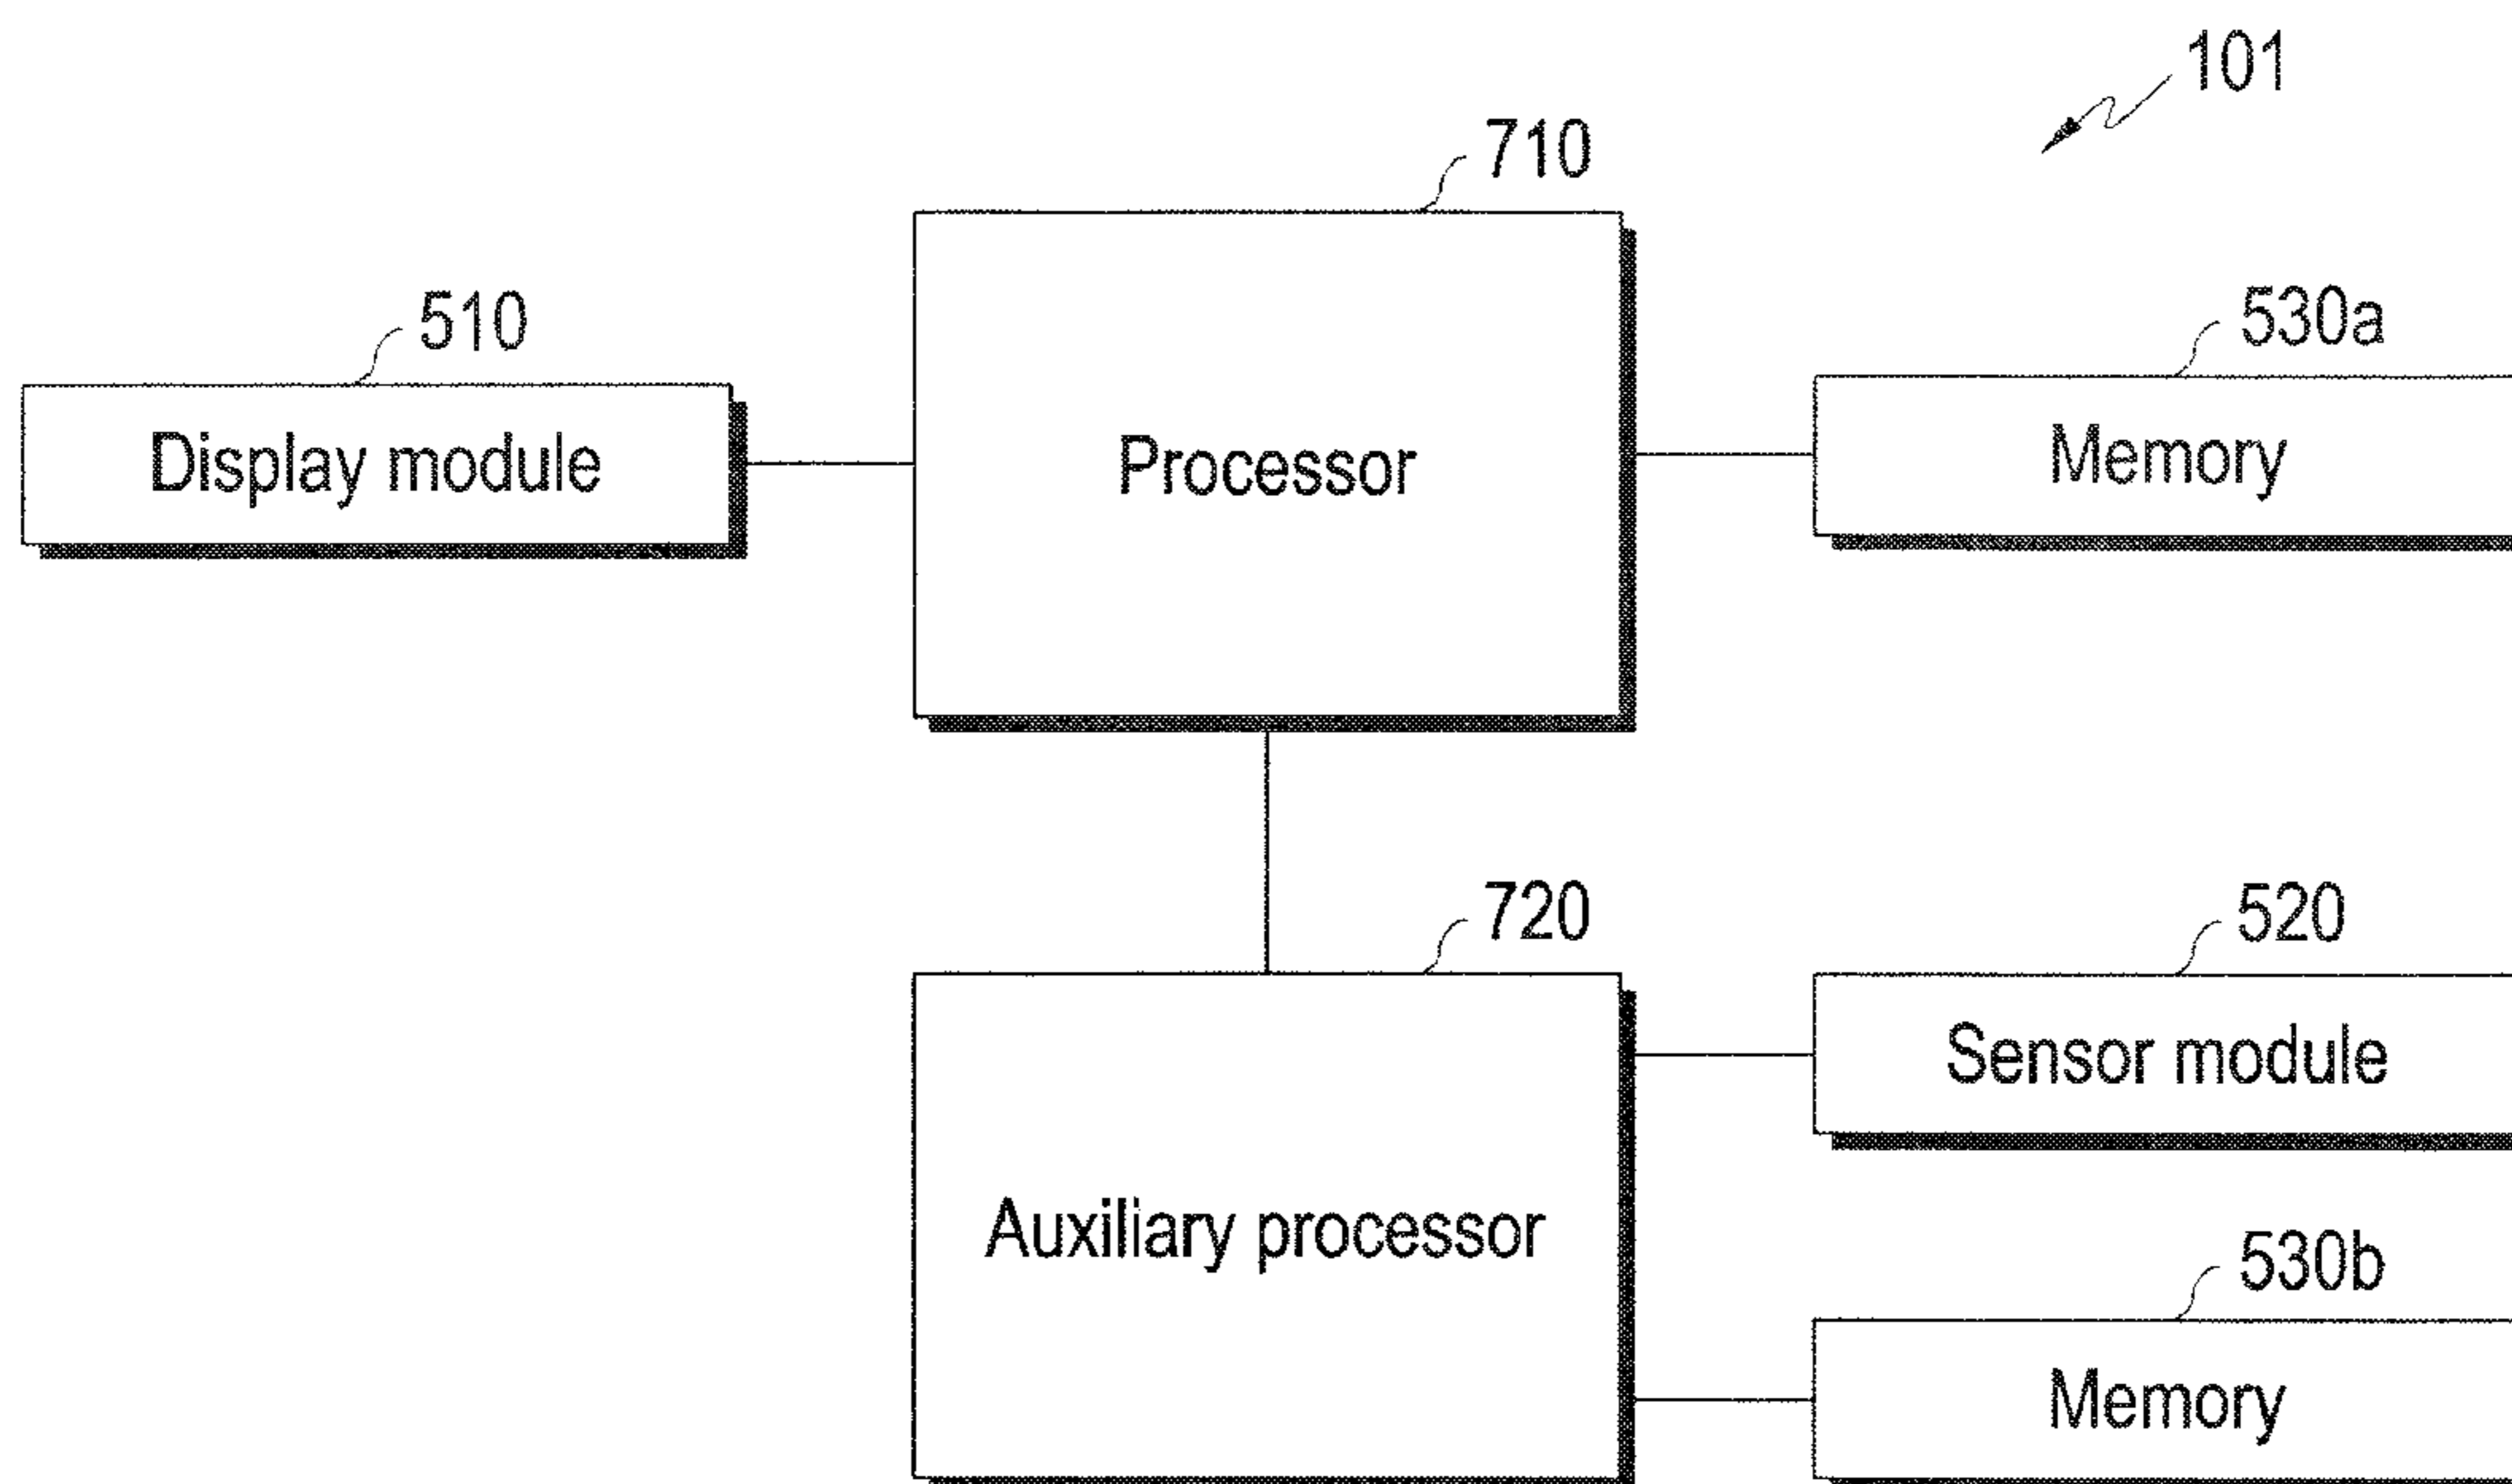 101
710
510
530a
Display module
Processor
Memory
720
520
Sensor module
Auxiliary processor
530b
Memory